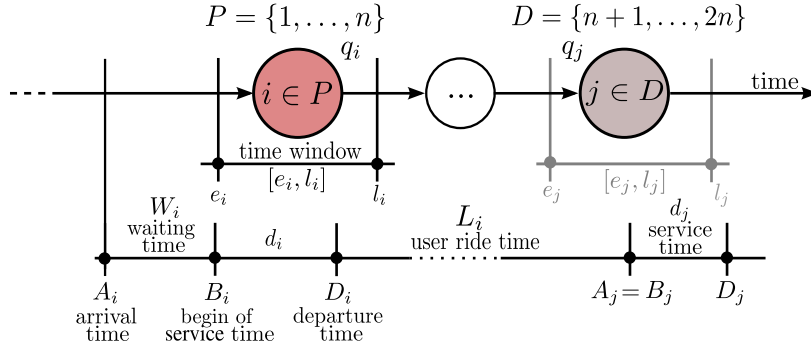 P = {1, . . . , n}
D = {n + 1, . . . , 2n}
q_i
q_j
i ∈ P
...
j ∈ D
time
time window
[e_i, l_i]
e_i
l_i
[e_j, l_j]
e_j
l_j
W_i
waiting
time
d_i
L_i
user ride time
d_j
service
time
A_i
B_i
D_i
A_j = B_j
D_j
arrival
time
begin of
service time
departure
time